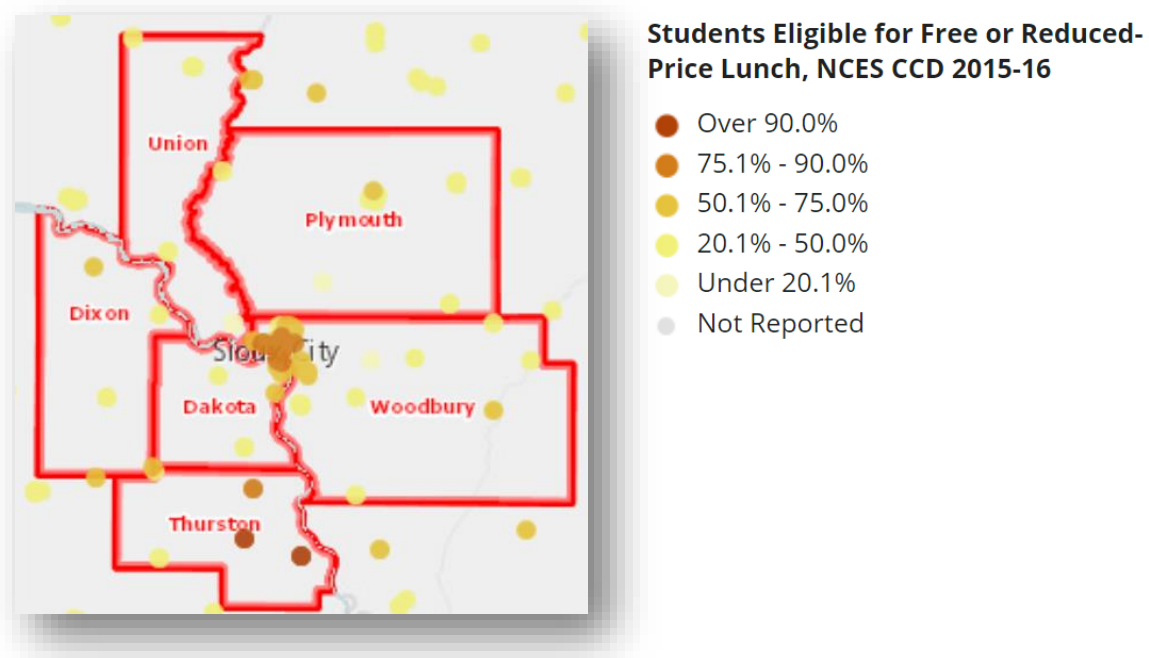 Students Eligible for Free or Reduced-
Price Lunch, NCES CCD 2015-16
Over 90.0%
75.1% - 90.0%
50.1% - 75.0%
20.1% - 50.0%
Under 20.1%
Not Reported
Union
Plymouth
Dixon
Sioux City
Dakota
Woodbury
Thurston